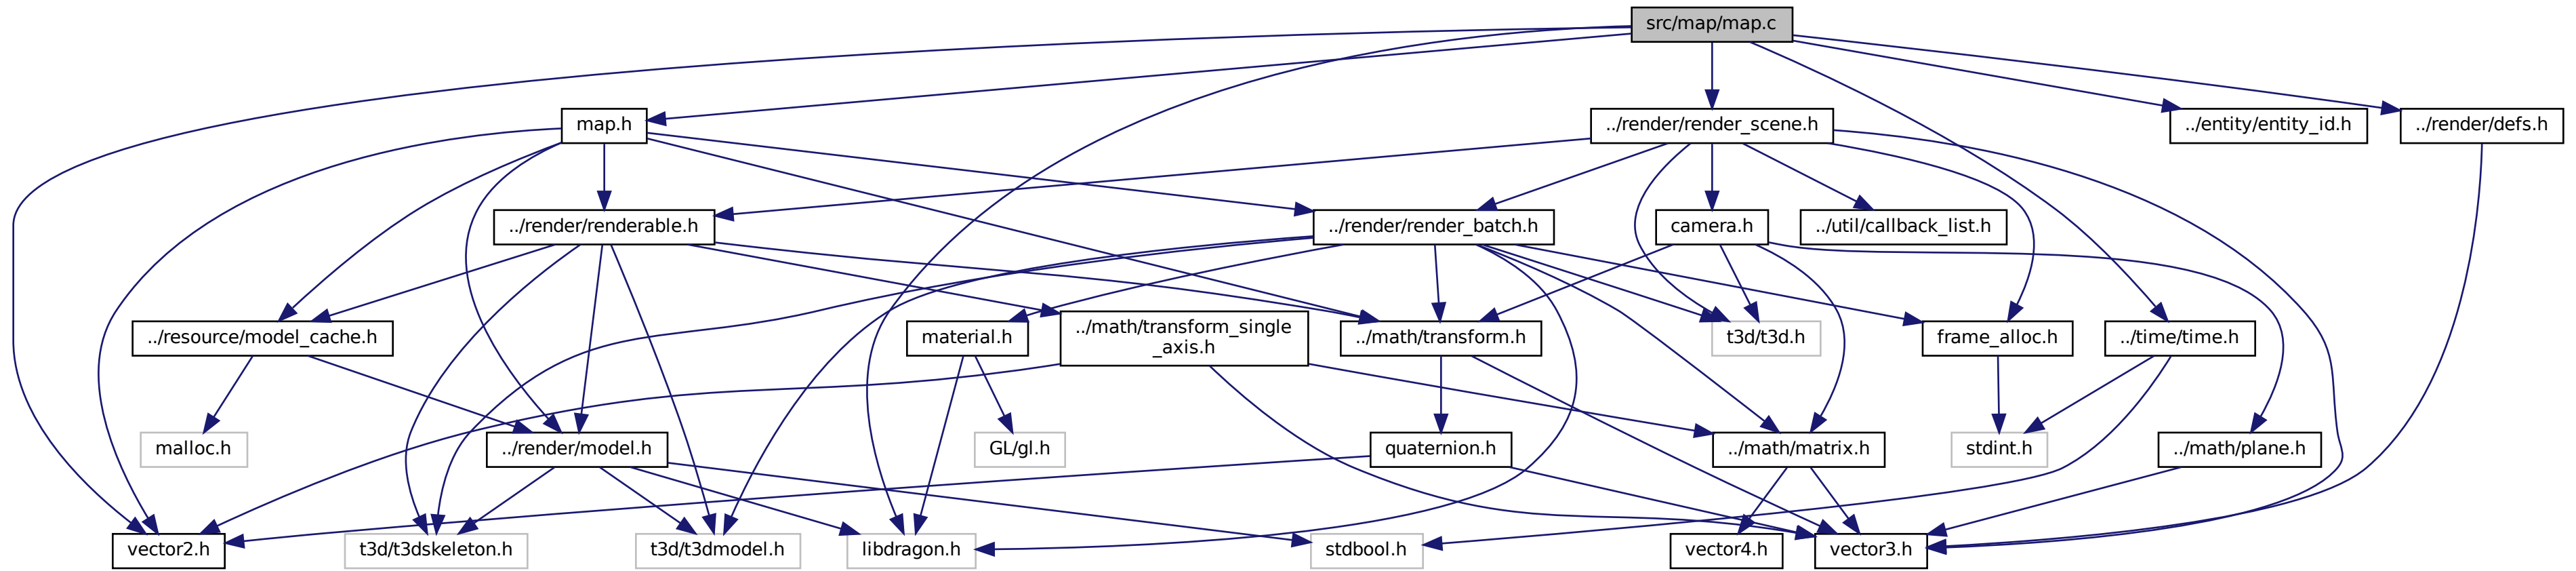 src/map/map.c
map.h
../render/render_scene.h
../entity/entity_id.h
../render/defs.h
../render/renderable.h
../render/render_batch.h
camera.h
../util/callback_list.h
../resource/model_cache.h
material.h
../math/transform_single
_axis.h
../math/transform.h
t3d/t3d.h
frame_alloc.h
../time/time.h
malloc.h
../render/model.h
GL/gl.h
quaternion.h
../math/matrix.h
stdint.h
../math/plane.h
vector2.h
t3d/t3dskeleton.h
t3d/t3dmodel.h
libdragon.h
stdbool.h
vector4.h
vector3.h